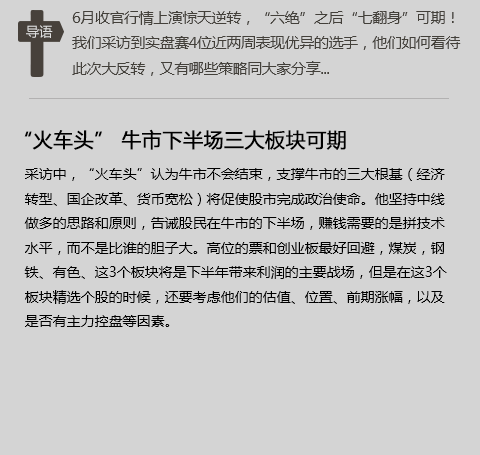 导语
6月收官行情上演惊天逆转，“六绝”之后“七翻身”可期！
我们采访到实盘赛4位近两周表现优异的选手，他们如何看待
此次大反转，又有哪些策略同大家分享...
“火车头” 牛市下半场三大板块可期
采访中，“火车头”认为牛市不会结束，支撑牛市的三大根基（经济
转型、国企改革、货币宽松）将促使股市完成政治使命。他坚持中线
做多的思路和原则，告诫股民在牛市的下半场，赚钱需要的是拼技术
水平，而不是比谁的胆子大。高位的票和创业板最好回避，煤炭，钢
铁、有色、这3个板块将是下半年带来利润的主要战场，但是在这3个
板块精选个股的时候，还要考虑他们的估值、位置、前期涨幅，以及
是否有主力控盘等因素。